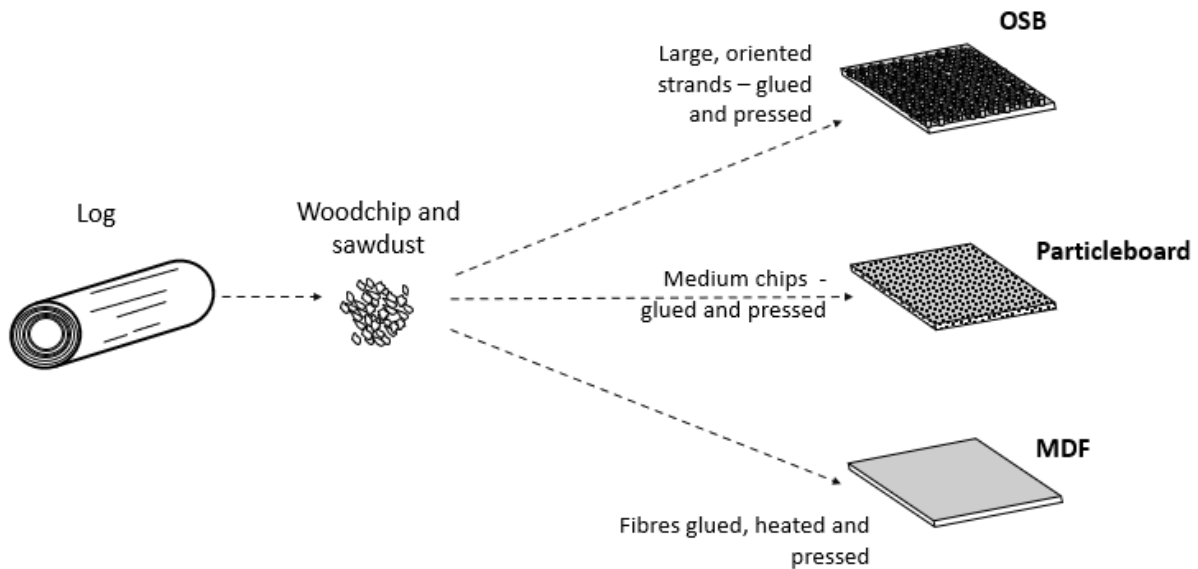 OSB
Large, oriented
strands – glued
and pressed
Log
Woodchip and
sawdust
Particleboard
Medium chips -
glued and pressed
MDF
Fibres glued, heated and
pressed